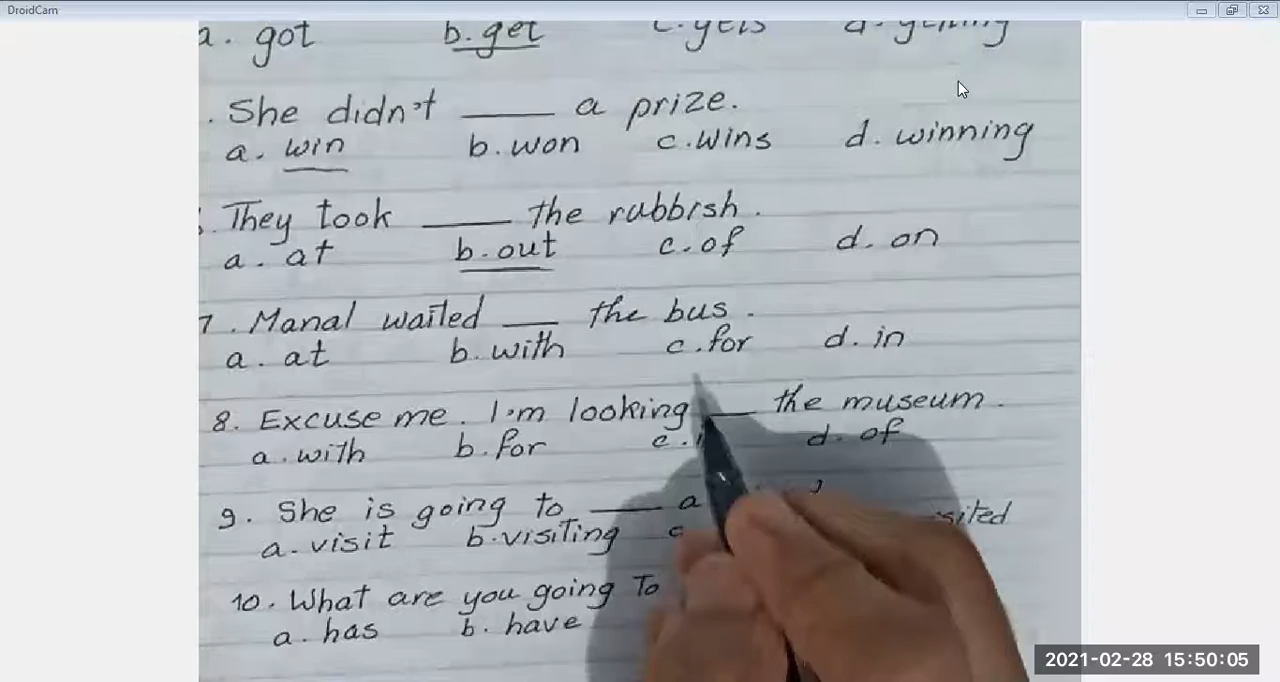 DroidCam
a. got b. get c. gets d. getting
. She didn't ____ a prize.
a. win b. won c. wins d. winning
. They took ____ the rubbish.
a. at b. out c. of d. on
7. Manal waited ___ the bus.
a. at b. with c. for d. in
8. Excuse me. I'm looking ___ the museum.
a. with b. for c. d. of
9. She is going to ____ a
a. visit b. visiting c
10. What are you going to
a. has b. have
2021-02-28 15:50:05